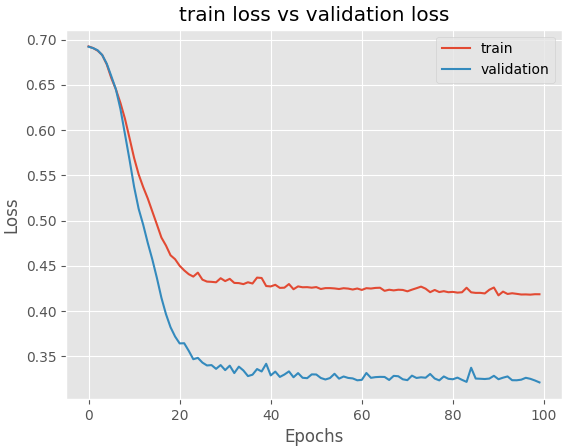 train loss vs validation loss
train
validation
0.70
0.65
0.60
0.55
0.50
0.45
0.40
0.35
Loss
0 20 40 60 80 100
Epochs